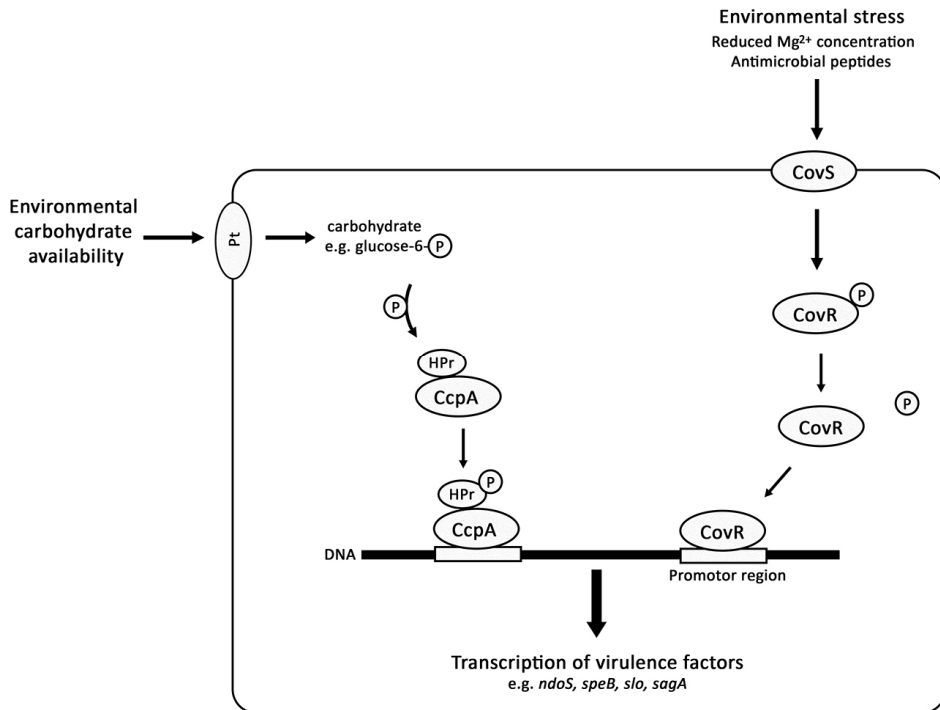 Environmental stress
Reduced Mg²⁺ concentration
Antimicrobial peptides
CovS
Environmental
carbohydrate
availability
Pt
carbohydrate
e.g. glucose-6-P
P
HPr
CcpA
P
CovR
P
CovR
P
HPr
CcpA
CovR
DNA
Promotor region
Transcription of virulence factors
e.g. ndoS, speB, slo, sagA